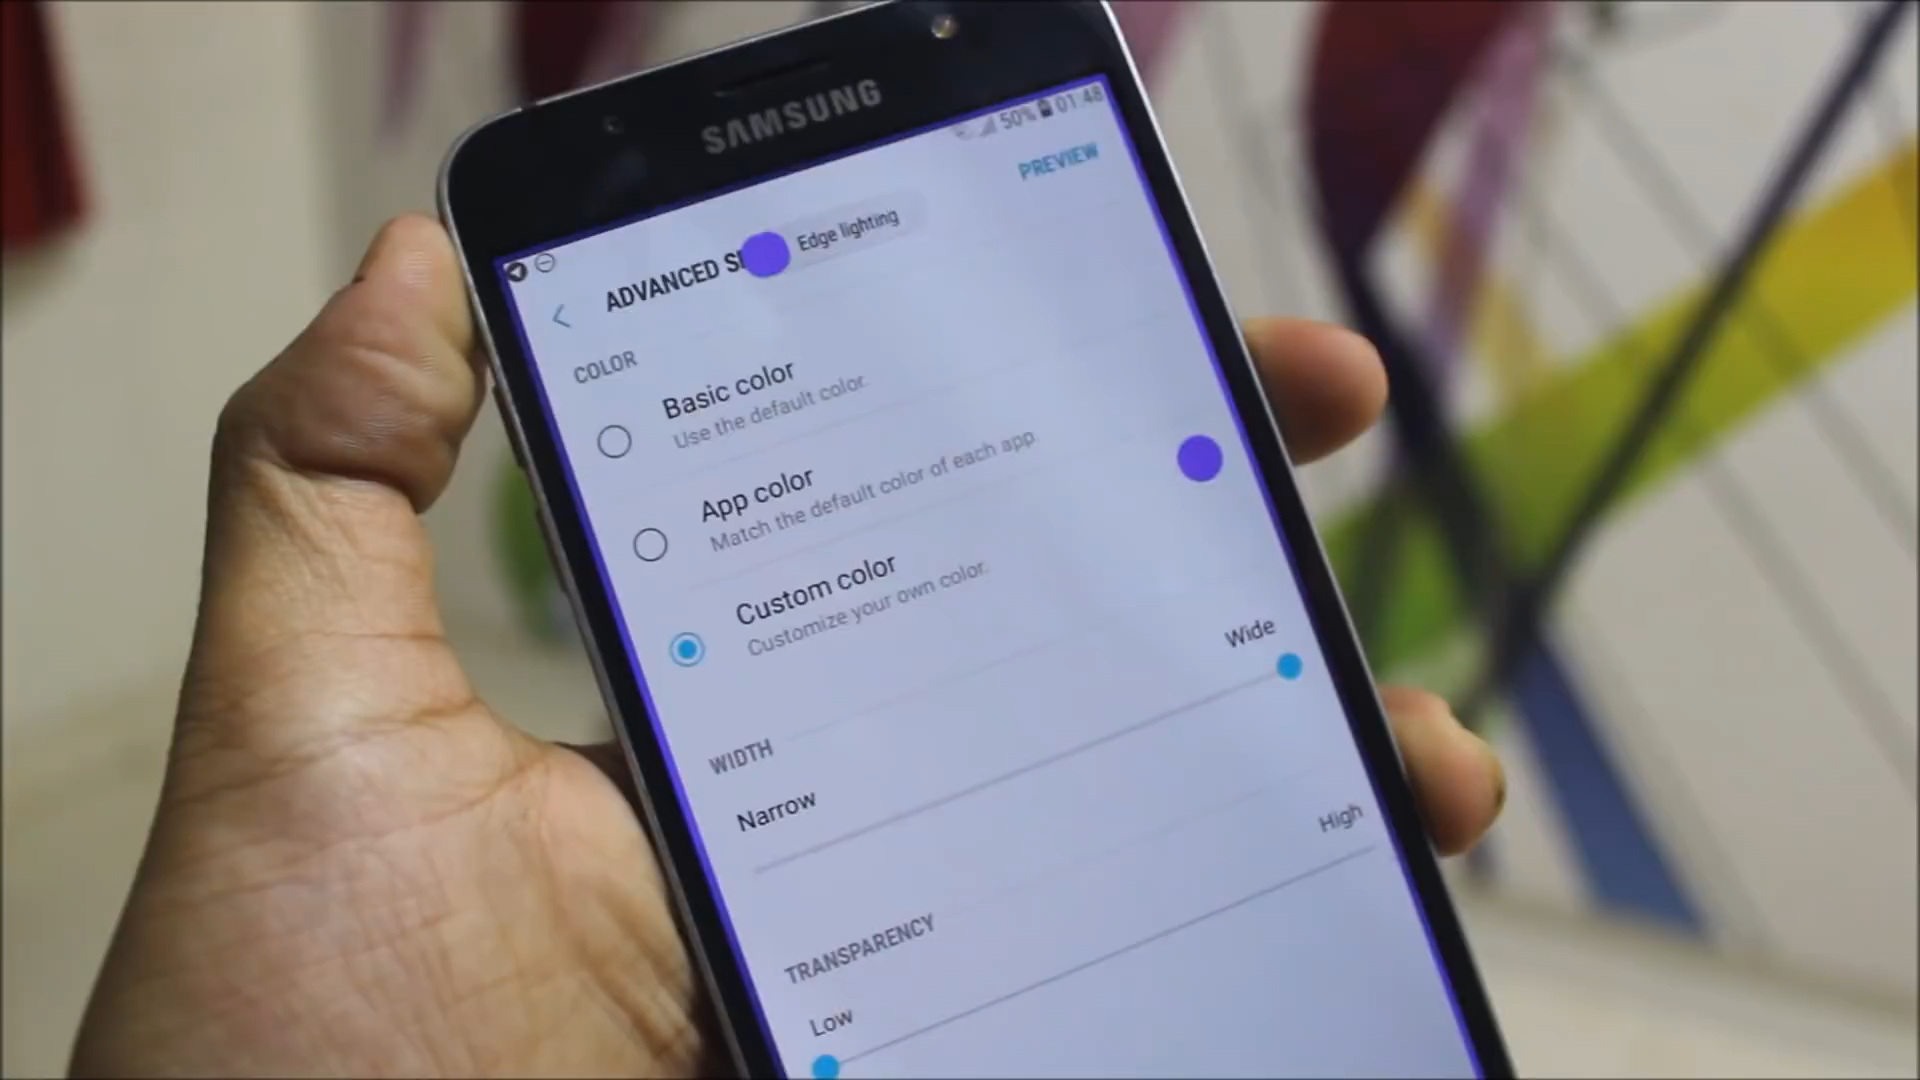 SAMSUNG
50% 01:48
PREVIEW
Edge lighting
ADVANCED S
COLOR
Basic color
Use the default color.
App color
Match the default color of each app.
Custom color
Customize your own color.
WIDTH
Narrow
Wide
TRANSPARENCY
Low
High